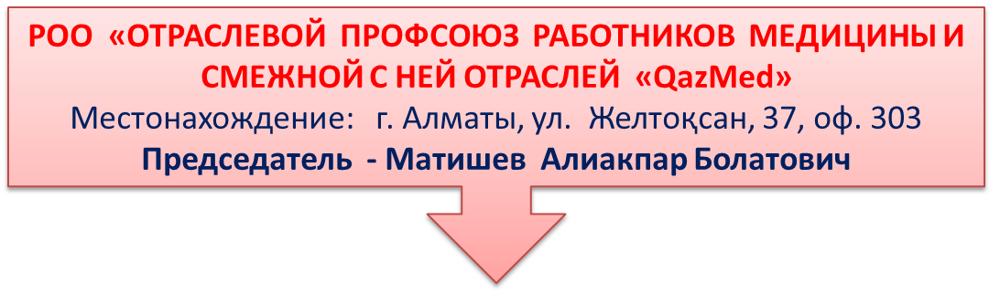 РОО «ОТРАСЛЕВОЙ ПРОФСОЮЗ РАБОТНИКОВ МЕДИЦИНЫ И
СМЕЖНОЙ С НЕЙ ОТРАСЛЕЙ «QazMed»
Местонахождение: г. Алматы, ул. Желтоқсан, 37, оф. 303
Председатель - Матишев Алиакпар Болатович